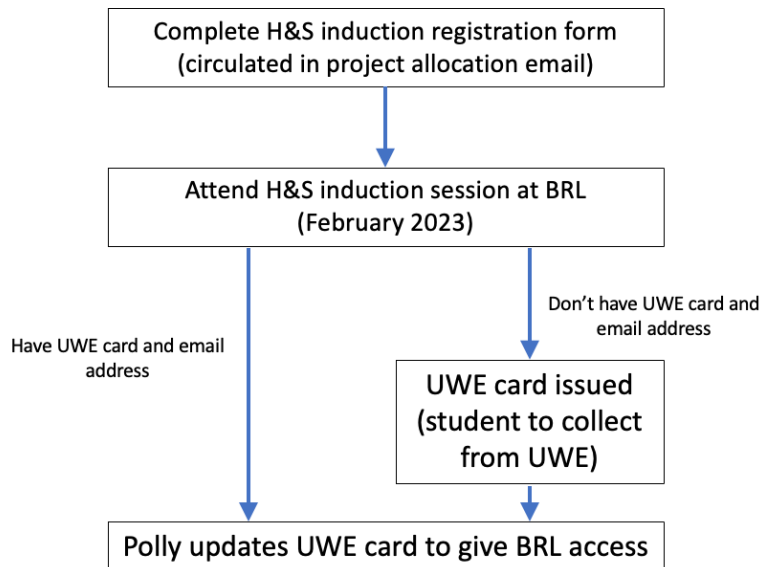 Complete H&S induction registration form
(circulated in project allocation email)
Attend H&S induction session at BRL
(February 2023)
Don’t have UWE card and
email address
Have UWE card and email
address
UWE card issued
(student to collect
from UWE)
Polly updates UWE card to give BRL access